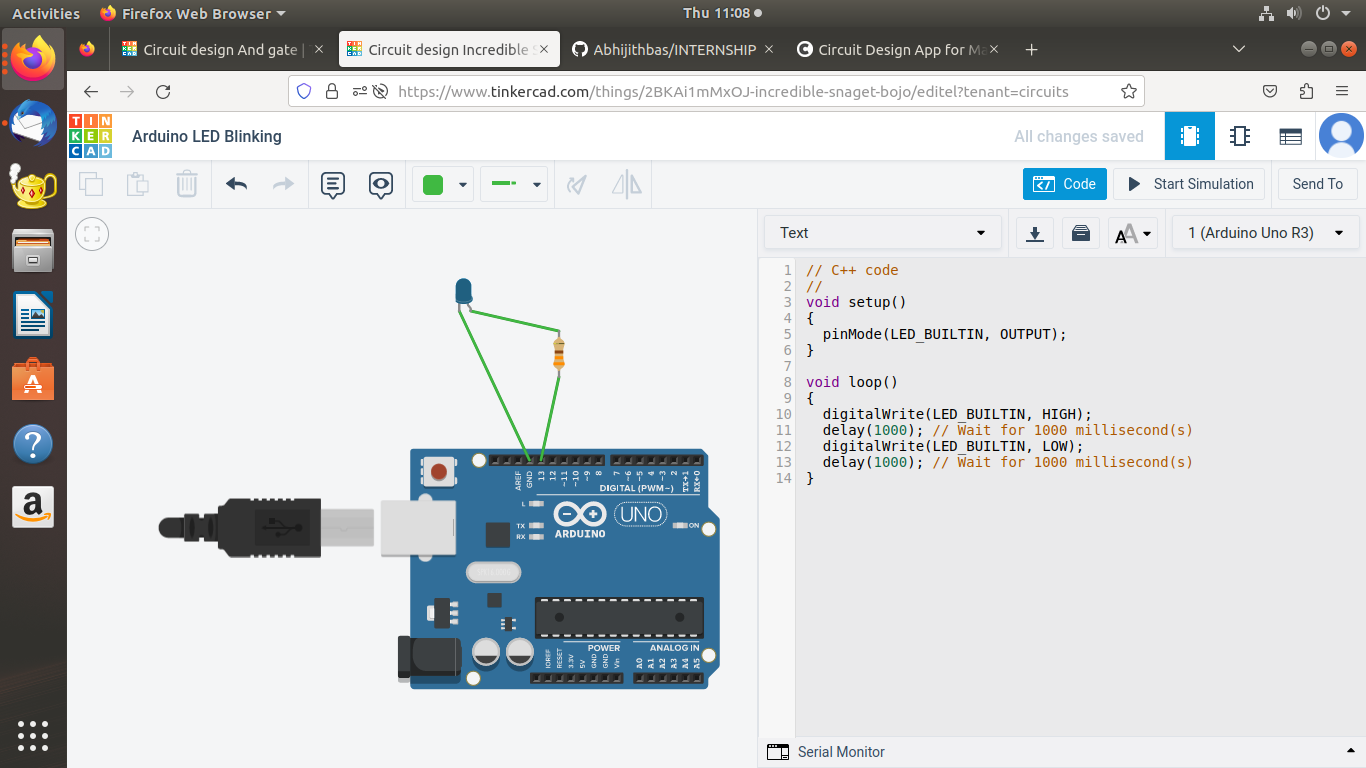 Activities
Firefox Web Browser
Thu 11:08
Circuit design And gate |
Circuit design Incredible S
Abhijithbas/INTERNSHIP
Circuit Design App for Ma
https://www.tinkercad.com/things/2BKAi1mMxOJ-incredible-snaget-bojo/editel?tenant=circuits
TIN
KER
CAD
Arduino LED Blinking
All changes saved
Code
Start Simulation
Send To
Text
1 (Arduino Uno R3)
1 // C++ code
2 //
3 void setup()
4 {
5   pinMode(LED_BUILTIN, OUTPUT);
6 }
7
8 void loop()
9 {
10   digitalWrite(LED_BUILTIN, HIGH);
11   delay(1000); // Wait for 1000 millisecond(s)
12   digitalWrite(LED_BUILTIN, LOW);
13   delay(1000); // Wait for 1000 millisecond(s)
14 }
AREF
GND
13
12
~11
~10
~9
8
7
~6
~5
4
~3
2
TX→1
RX←0
DIGITAL (PWM~)
L
TX
RX
ARDUINO
UNO
ON
POWER
ANALOG IN
IOREF
RESET
3.3V
5V
GND
GND
Vin
A0
A1
A2
A3
A4
A5
Serial Monitor
a